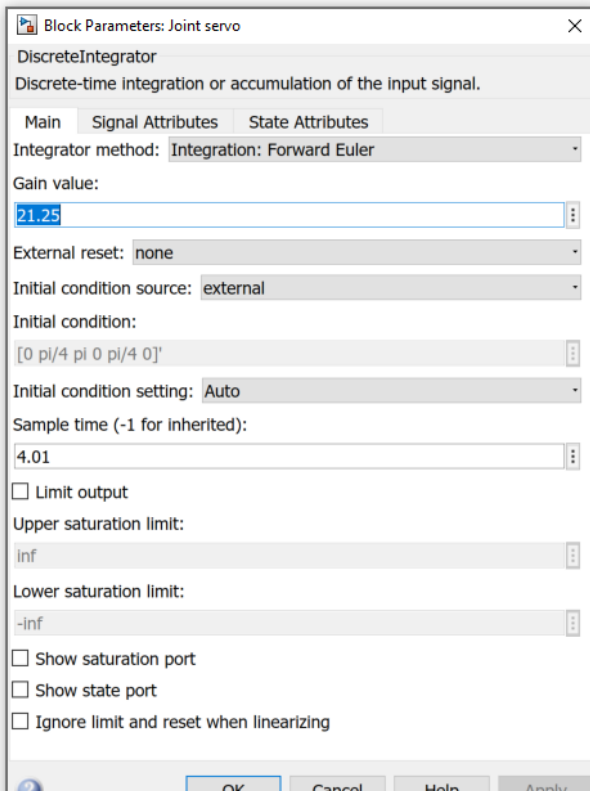 Block Parameters: Joint servo
DiscreteIntegrator
Discrete-time integration or accumulation of the input signal.
Main Signal Attributes State Attributes
Integrator method: Integration: Forward Euler
Gain value:
21.25
External reset: none
Initial condition source: external
Initial condition:
[0 pi/4 pi 0 pi/4 0]'
Initial condition setting: Auto
Sample time (-1 for inherited):
4.01
Limit output
Upper saturation limit:
inf
Lower saturation limit:
-inf
Show saturation port
Show state port
Ignore limit and reset when linearizing
OK Cancel Help Apply